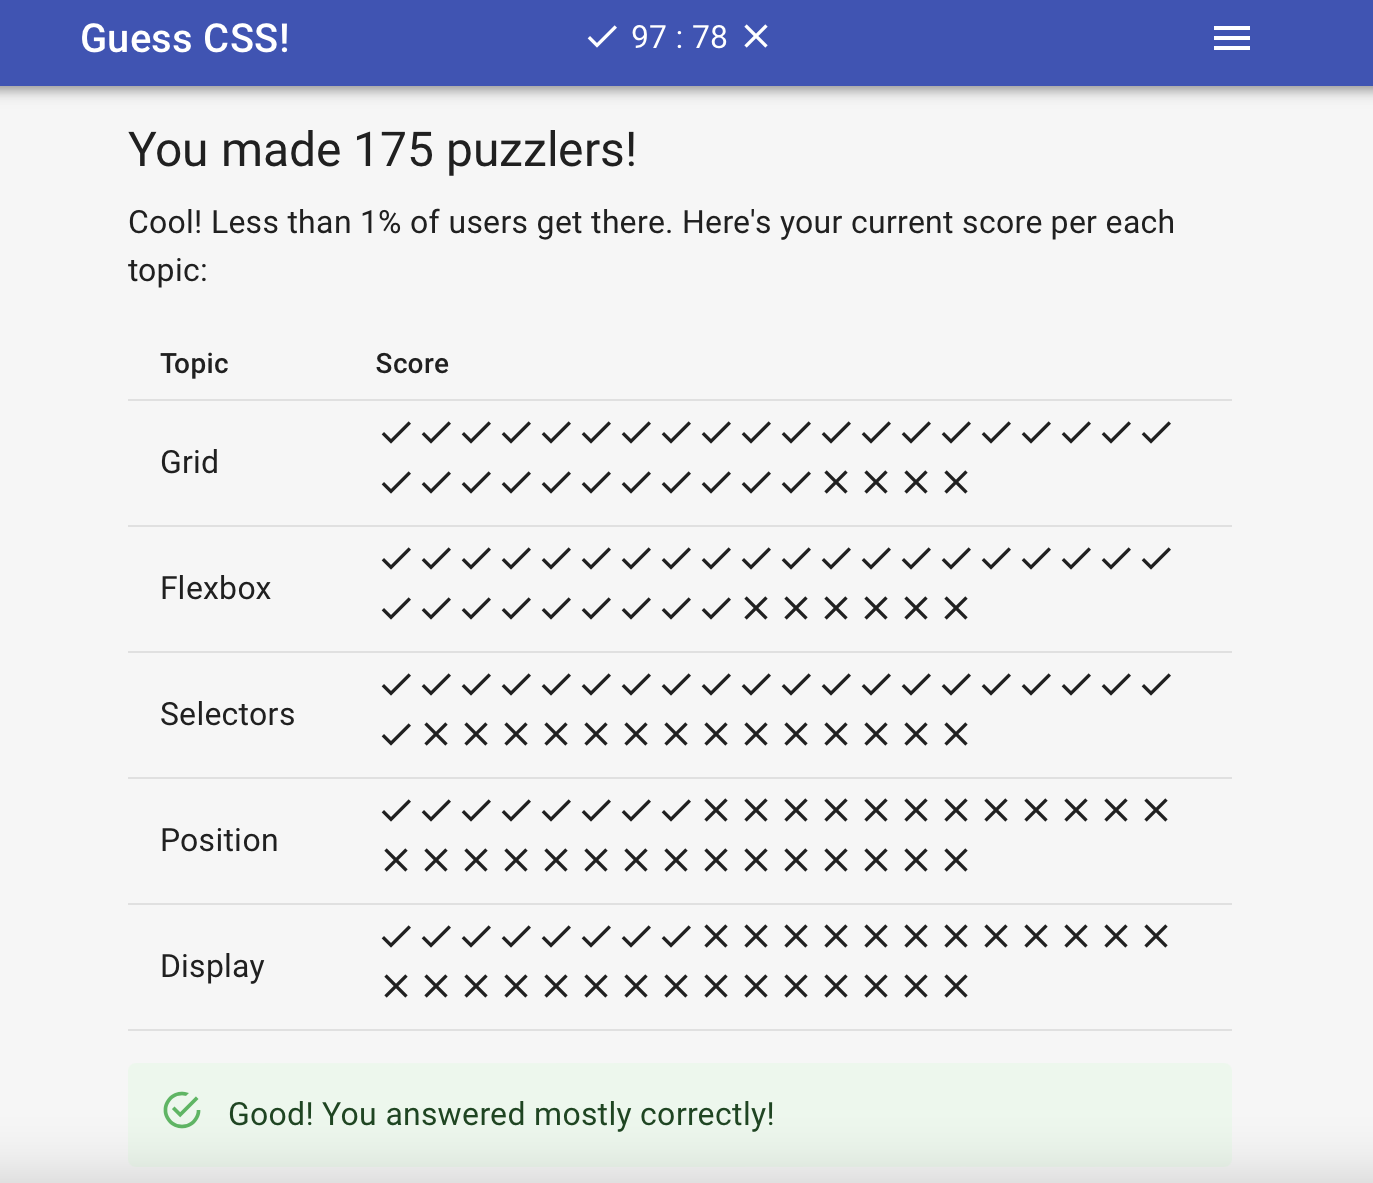 Guess CSS!
✓ 97 : 78 ✕
You made 175 puzzlers!
Cool! Less than 1% of users get there. Here's your current score per each
topic:
Topic Score
Grid
✓ ✓ ✓ ✓ ✓ ✓ ✓ ✓ ✓ ✓ ✓ ✓ ✓ ✓ ✓ ✓ ✓ ✓ ✓ ✓
✓ ✓ ✓ ✓ ✓ ✓ ✓ ✓ ✓ ✓ ✓ ✕ ✕ ✕ ✕
Flexbox
✓ ✓ ✓ ✓ ✓ ✓ ✓ ✓ ✓ ✓ ✓ ✓ ✓ ✓ ✓ ✓ ✓ ✓ ✓ ✓
✓ ✓ ✓ ✓ ✓ ✓ ✓ ✓ ✓ ✕ ✕ ✕ ✕ ✕ ✕
Selectors
✓ ✓ ✓ ✓ ✓ ✓ ✓ ✓ ✓ ✓ ✓ ✓ ✓ ✓ ✓ ✓ ✓ ✓ ✓ ✓
✓ ✕ ✕ ✕ ✕ ✕ ✕ ✕ ✕ ✕ ✕ ✕ ✕ ✕ ✕
Position
✓ ✓ ✓ ✓ ✓ ✓ ✓ ✓ ✕ ✕ ✕ ✕ ✕ ✕ ✕ ✕ ✕ ✕ ✕ ✕
✕ ✕ ✕ ✕ ✕ ✕ ✕ ✕ ✕ ✕ ✕ ✕ ✕ ✕ ✕
Display
✓ ✓ ✓ ✓ ✓ ✓ ✓ ✓ ✕ ✕ ✕ ✕ ✕ ✕ ✕ ✕ ✕ ✕ ✕ ✕
✕ ✕ ✕ ✕ ✕ ✕ ✕ ✕ ✕ ✕ ✕ ✕ ✕ ✕ ✕
Good! You answered mostly correctly!